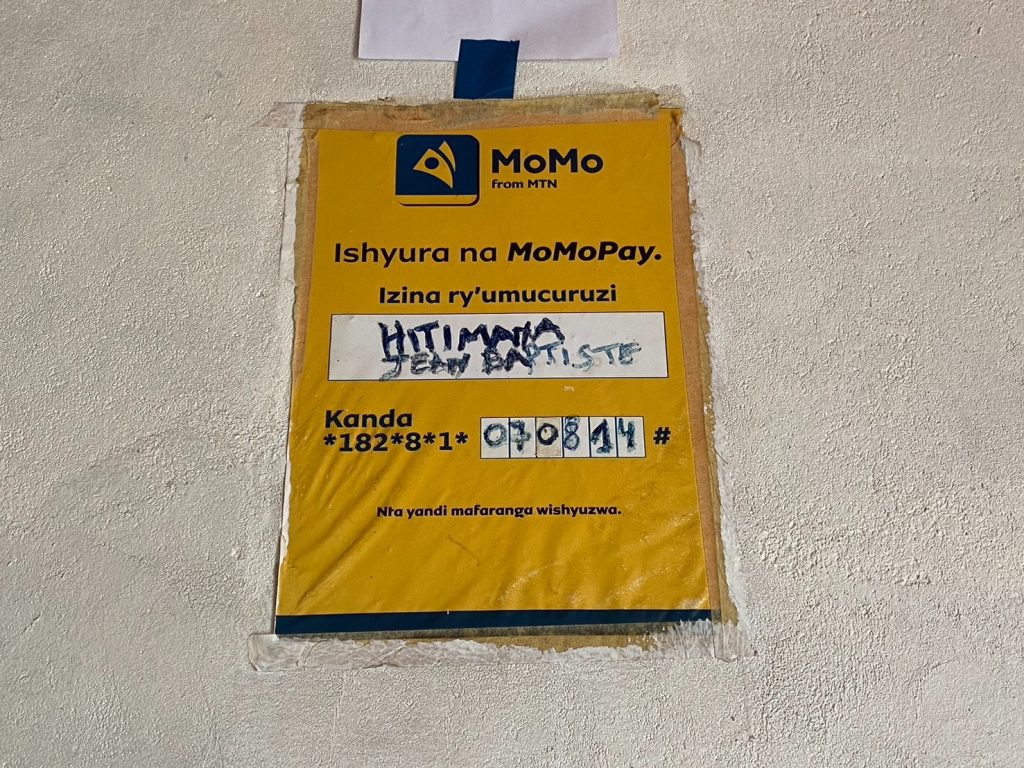 MoMo
from MTN
Ishyura na MoMoPay.
Izina ry'umucuruzi
HITIMANA
JEAN BAPTISTE
Kanda
*182*8*1* 070814 #
Nta yandi mafaranga wishyuzwa.